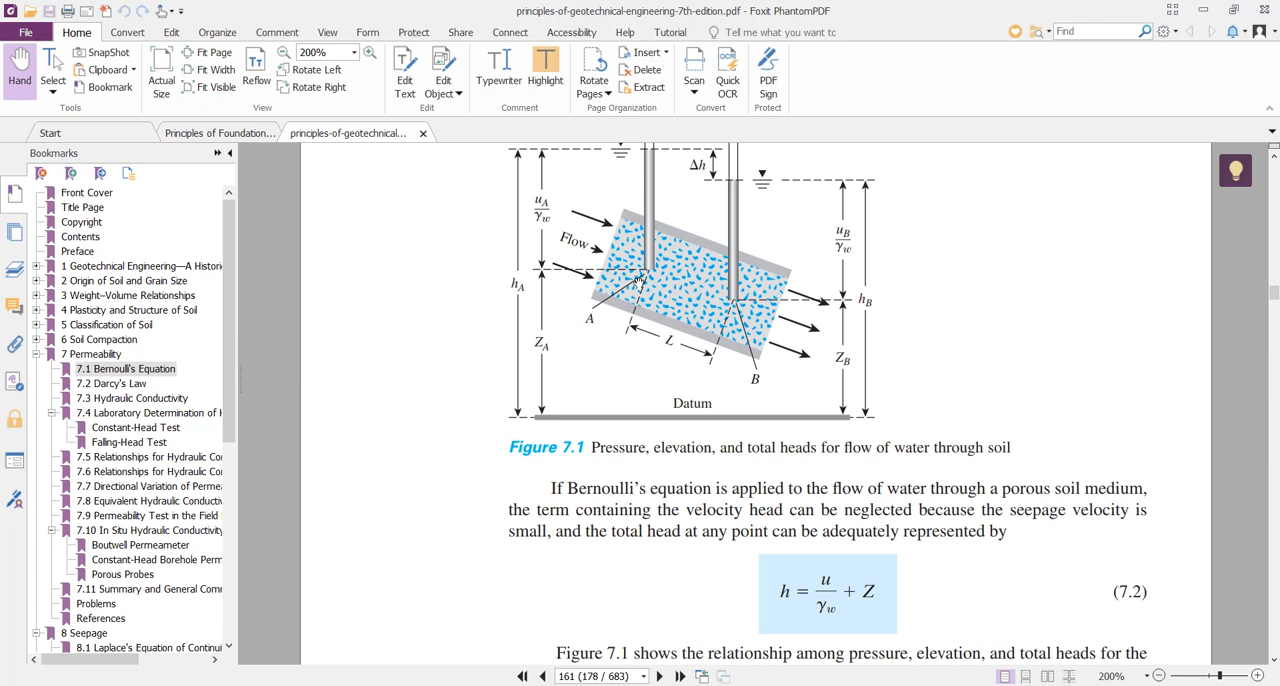 principles-of-geotechnical-engineering-7th-edition.pdf - Foxit PhantomPDF
File Home Convert Edit Organize Comment View Form Protect Share Connect Accessibility Help Tutorial Tell me what you want tc Find
Hand
Select
SnapShot
Clipboard
Bookmark
Tools
Actual Size
Fit Page
Fit Width
Fit Visible
Reflow
200%
Rotate Left
Rotate Right
View
Edit Text
Edit Object
Edit
Typewriter
Highlight
Comment
Rotate Pages
Insert
Delete
Extract
Page Organization
Scan
Quick OCR
Convert
PDF Sign
Protect
Start Principles of Foundation... principles-of-geotechnical...
Bookmarks
Front Cover
Title Page
Copyright
Contents
Preface
1 Geotechnical Engineering—A Histori
2 Origin of Soil and Grain Size
3 Weight–Volume Relationships
4 Plasticity and Structure of Soil
5 Classification of Soil
6 Soil Compaction
7 Permeability
7.1 Bernoulli's Equation
7.2 Darcy's Law
7.3 Hydraulic Conductivity
7.4 Laboratory Determination of H
Constant-Head Test
Falling-Head Test
7.5 Relationships for Hydraulic Co
7.6 Relationships for Hydraulic Co
7.7 Directional Variation of Perme
7.8 Equivalent Hydraulic Conductiv
7.9 Permeability Test in the Field
7.10 In Situ Hydraulic Conductivity
Boutwell Permeameter
Constant-Head Borehole Perm
Porous Probes
7.11 Summary and General Com
Problems
References
8 Seepage
8.1 Laplace's Equation of Continui
Δh
u_A/γ_w
u_B/γ_w
Flow
h_A
h_B
A
L
Z_A
Z_B
B
Datum
Figure 7.1 Pressure, elevation, and total heads for flow of water through soil
If Bernoulli's equation is applied to the flow of water through a porous soil medium,
the term containing the velocity head can be neglected because the seepage velocity is
small, and the total head at any point can be adequately represented by
h = u/γ_w + Z (7.2)
Figure 7.1 shows the relationship among pressure, elevation, and total heads for the
161 (178 / 683) 200%